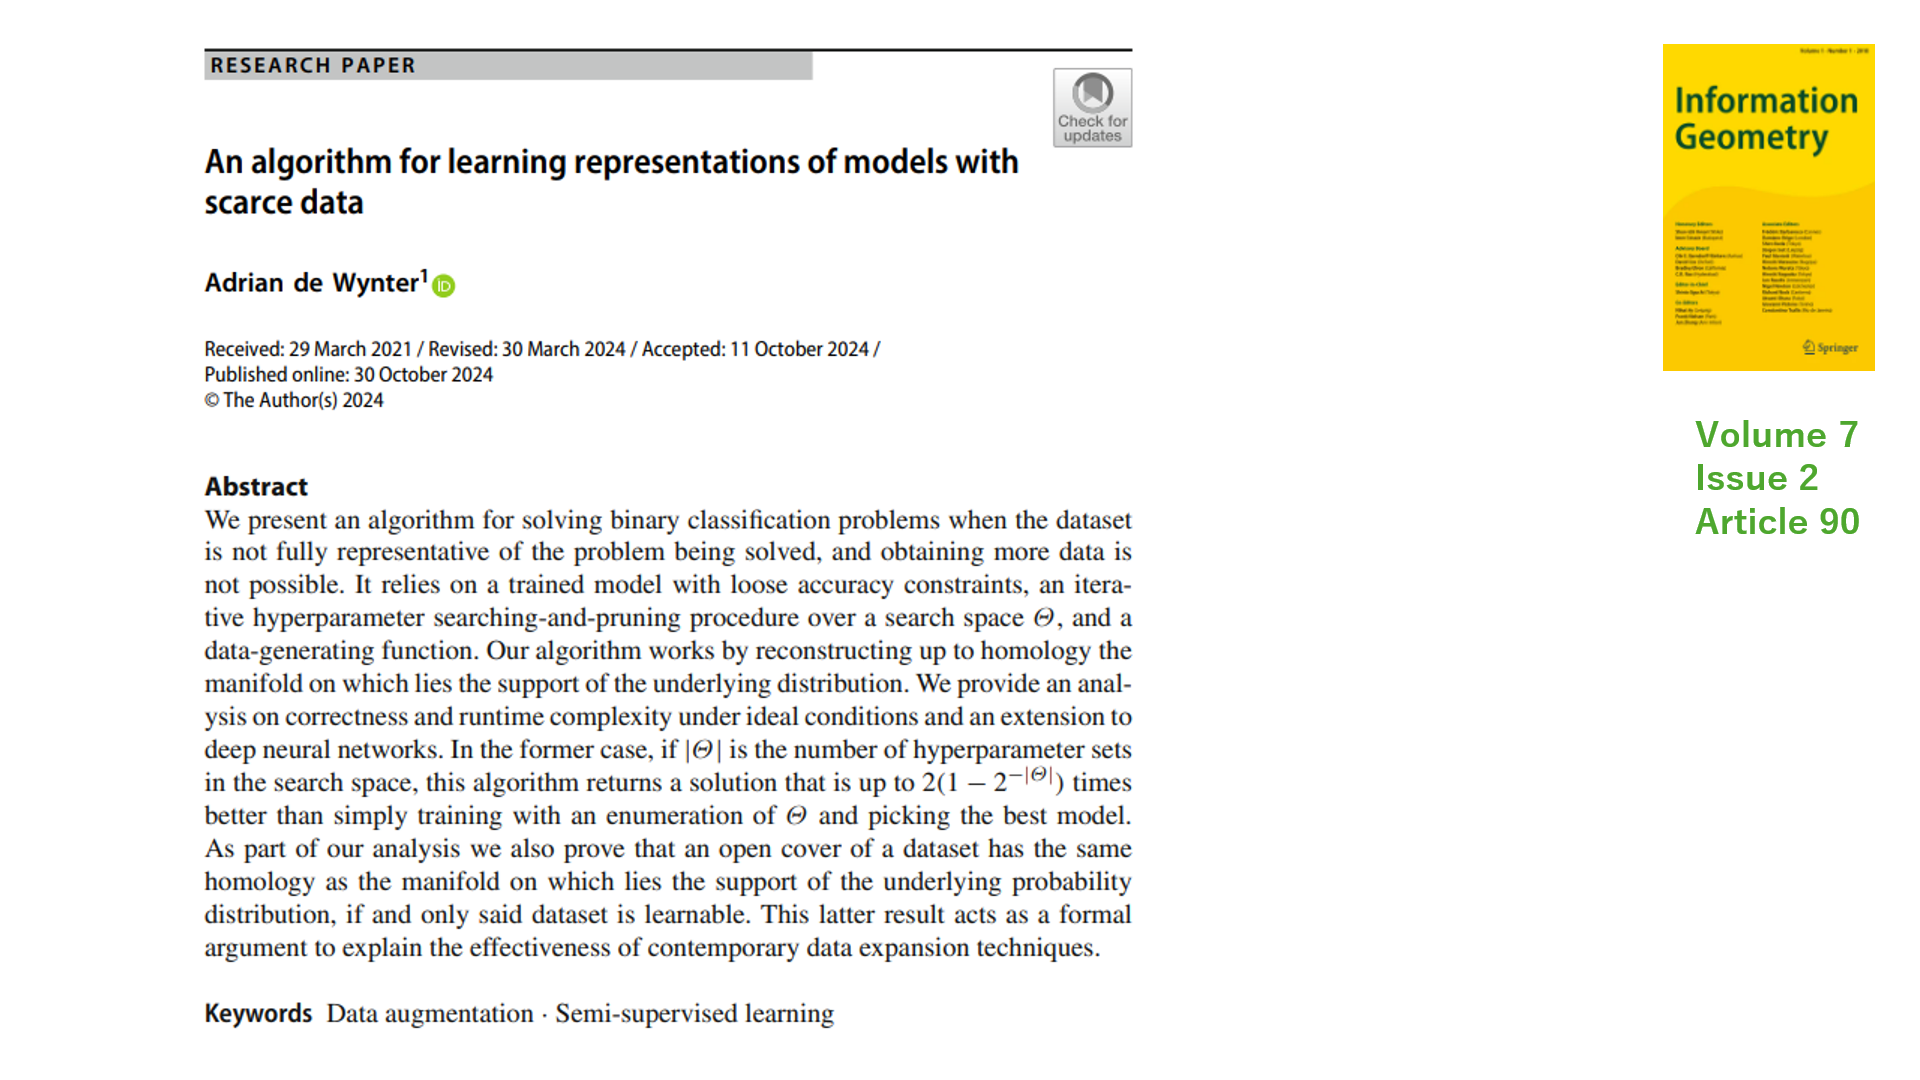 RESEARCH PAPER
Check for
updates
An algorithm for learning representations of models with
scarce data
Adrian de Wynter¹
iD
Received: 29 March 2021 / Revised: 30 March 2024 / Accepted: 11 October 2024 /
Published online: 30 October 2024
© The Author(s) 2024
Abstract
We present an algorithm for solving binary classification problems when the dataset
is not fully representative of the problem being solved, and obtaining more data is
not possible. It relies on a trained model with loose accuracy constraints, an itera-
tive hyperparameter searching-and-pruning procedure over a search space Θ, and a
data-generating function. Our algorithm works by reconstructing up to homology the
manifold on which lies the support of the underlying distribution. We provide an anal-
ysis on correctness and runtime complexity under ideal conditions and an extension to
deep neural networks. In the former case, if |Θ| is the number of hyperparameter sets
in the search space, this algorithm returns a solution that is up to 2(1 − 2^{−|Θ|}) times
better than simply training with an enumeration of Θ and picking the best model.
As part of our analysis we also prove that an open cover of a dataset has the same
homology as the manifold on which lies the support of the underlying probability
distribution, if and only said dataset is learnable. This latter result acts as a formal
argument to explain the effectiveness of contemporary data expansion techniques.
Keywords Data augmentation · Semi-supervised learning
Information
Geometry
Springer
Volume 7
Issue 2
Article 90